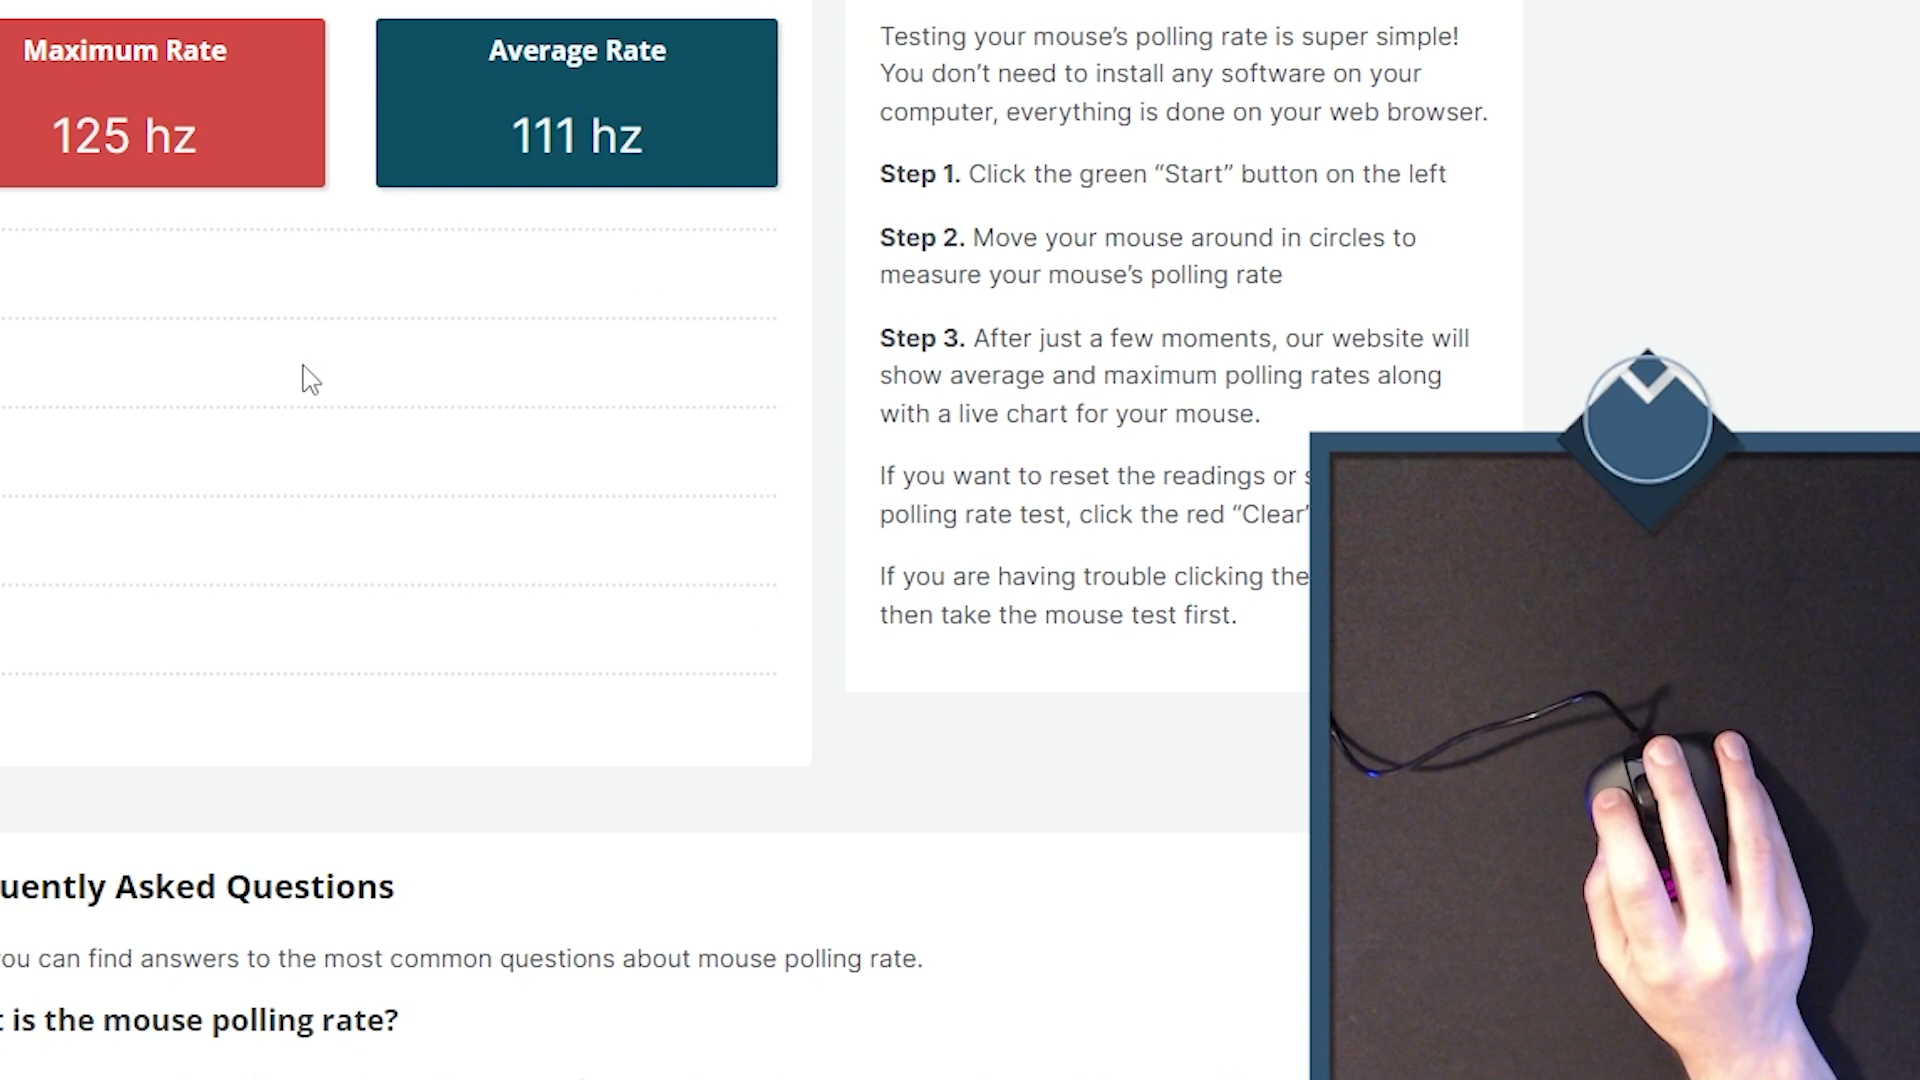 Maximum Rate
125 hz
Average Rate
111 hz
Testing your mouse’s polling rate is super simple!
You don’t need to install any software on your
computer, everything is done on your web browser.
Step 1. Click the green “Start” button on the left
Step 2. Move your mouse around in circles to
measure your mouse’s polling rate
Step 3. After just a few moments, our website will
show average and maximum polling rates along
with a live chart for your mouse.
If you want to reset the readings or
polling rate test, click the red “Clear”
If you are having trouble clicking the
then take the mouse test first.
uently Asked Questions
ou can find answers to the most common questions about mouse polling rate.
t is the mouse polling rate?